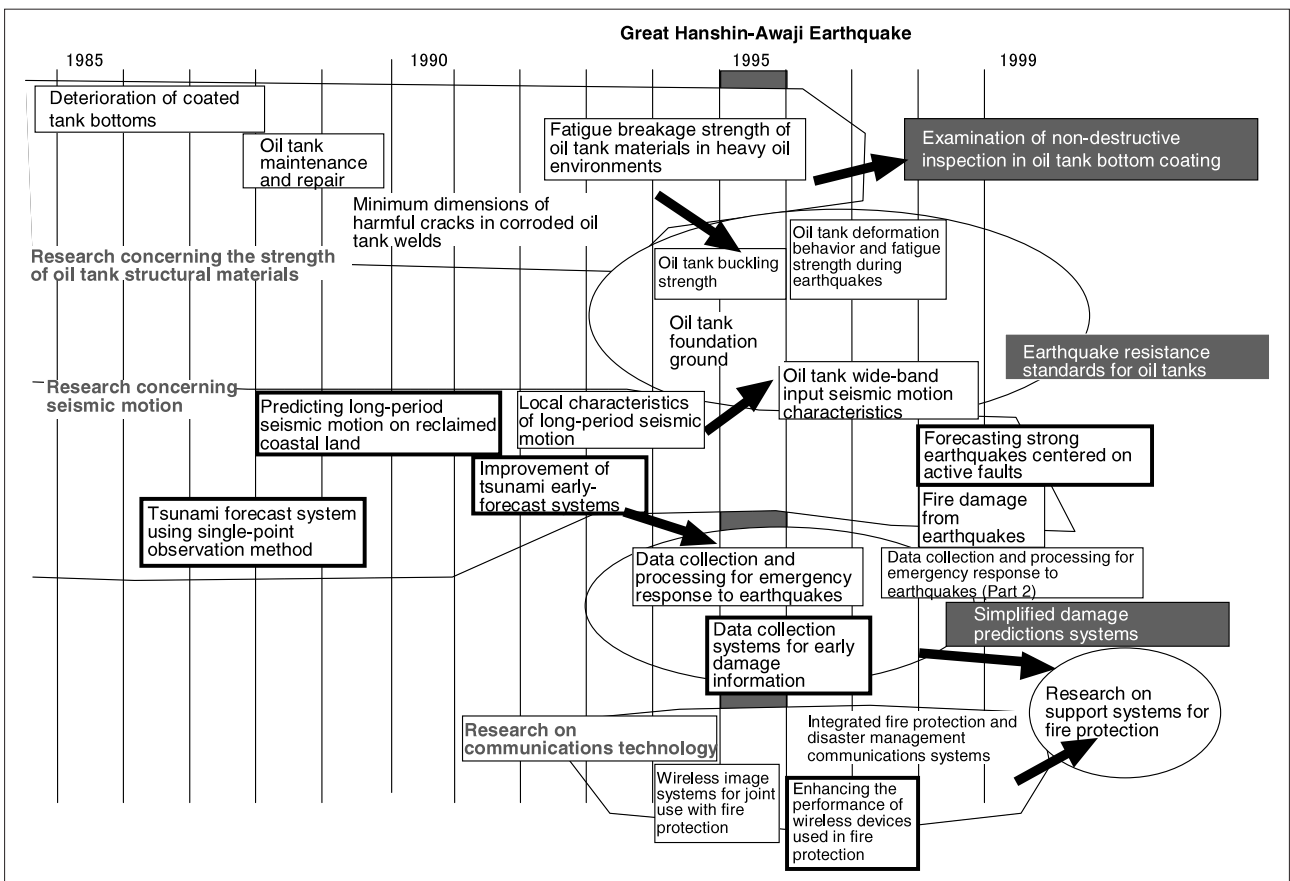 Great Hanshin-Awaji Earthquake
1985
1990
1995
1999
Deterioration of coated
tank bottoms
Oil tank
maintenance
and repair
Fatigue breakage strength of
oil tank materials in heavy oil
environments
Examination of non-destructive
inspection in oil tank bottom coating
Minimum dimensions of
harmful cracks in corroded oil
tank welds
Research concerning the strength
of oil tank structural materials
Oil tank buckling
strength
Oil tank deformation
behavior and fatigue
strength during
earthquakes
Oil tank
foundation
ground
Earthquake resistance
standards for oil tanks
Research concerning
seismic motion
Predicting long-period
seismic motion on reclaimed
coastal land
Local characteristics
of long-period seismic
motion
Oil tank wide-band
input seismic motion
characteristics
Forecasting strong
earthquakes centered on
active faults
Improvement of
tsunami early-
forecast systems
Tsunami forecast system
using single-point
observation method
Fire damage
from
earthquakes
Data collection and
processing for emergency
response to earthquakes
Data collection and processing for
emergency response to
earthquakes (Part 2)
Simplified damage
predictions systems
Data collection
systems for early
damage
information
Research on
support systems for
fire protection
Research on
communications technology
Integrated fire protection and
disaster management
communications systems
Wireless image
systems for joint
use with fire
protection
Enhancing the
performance of
wireless devices
used in fire
protection